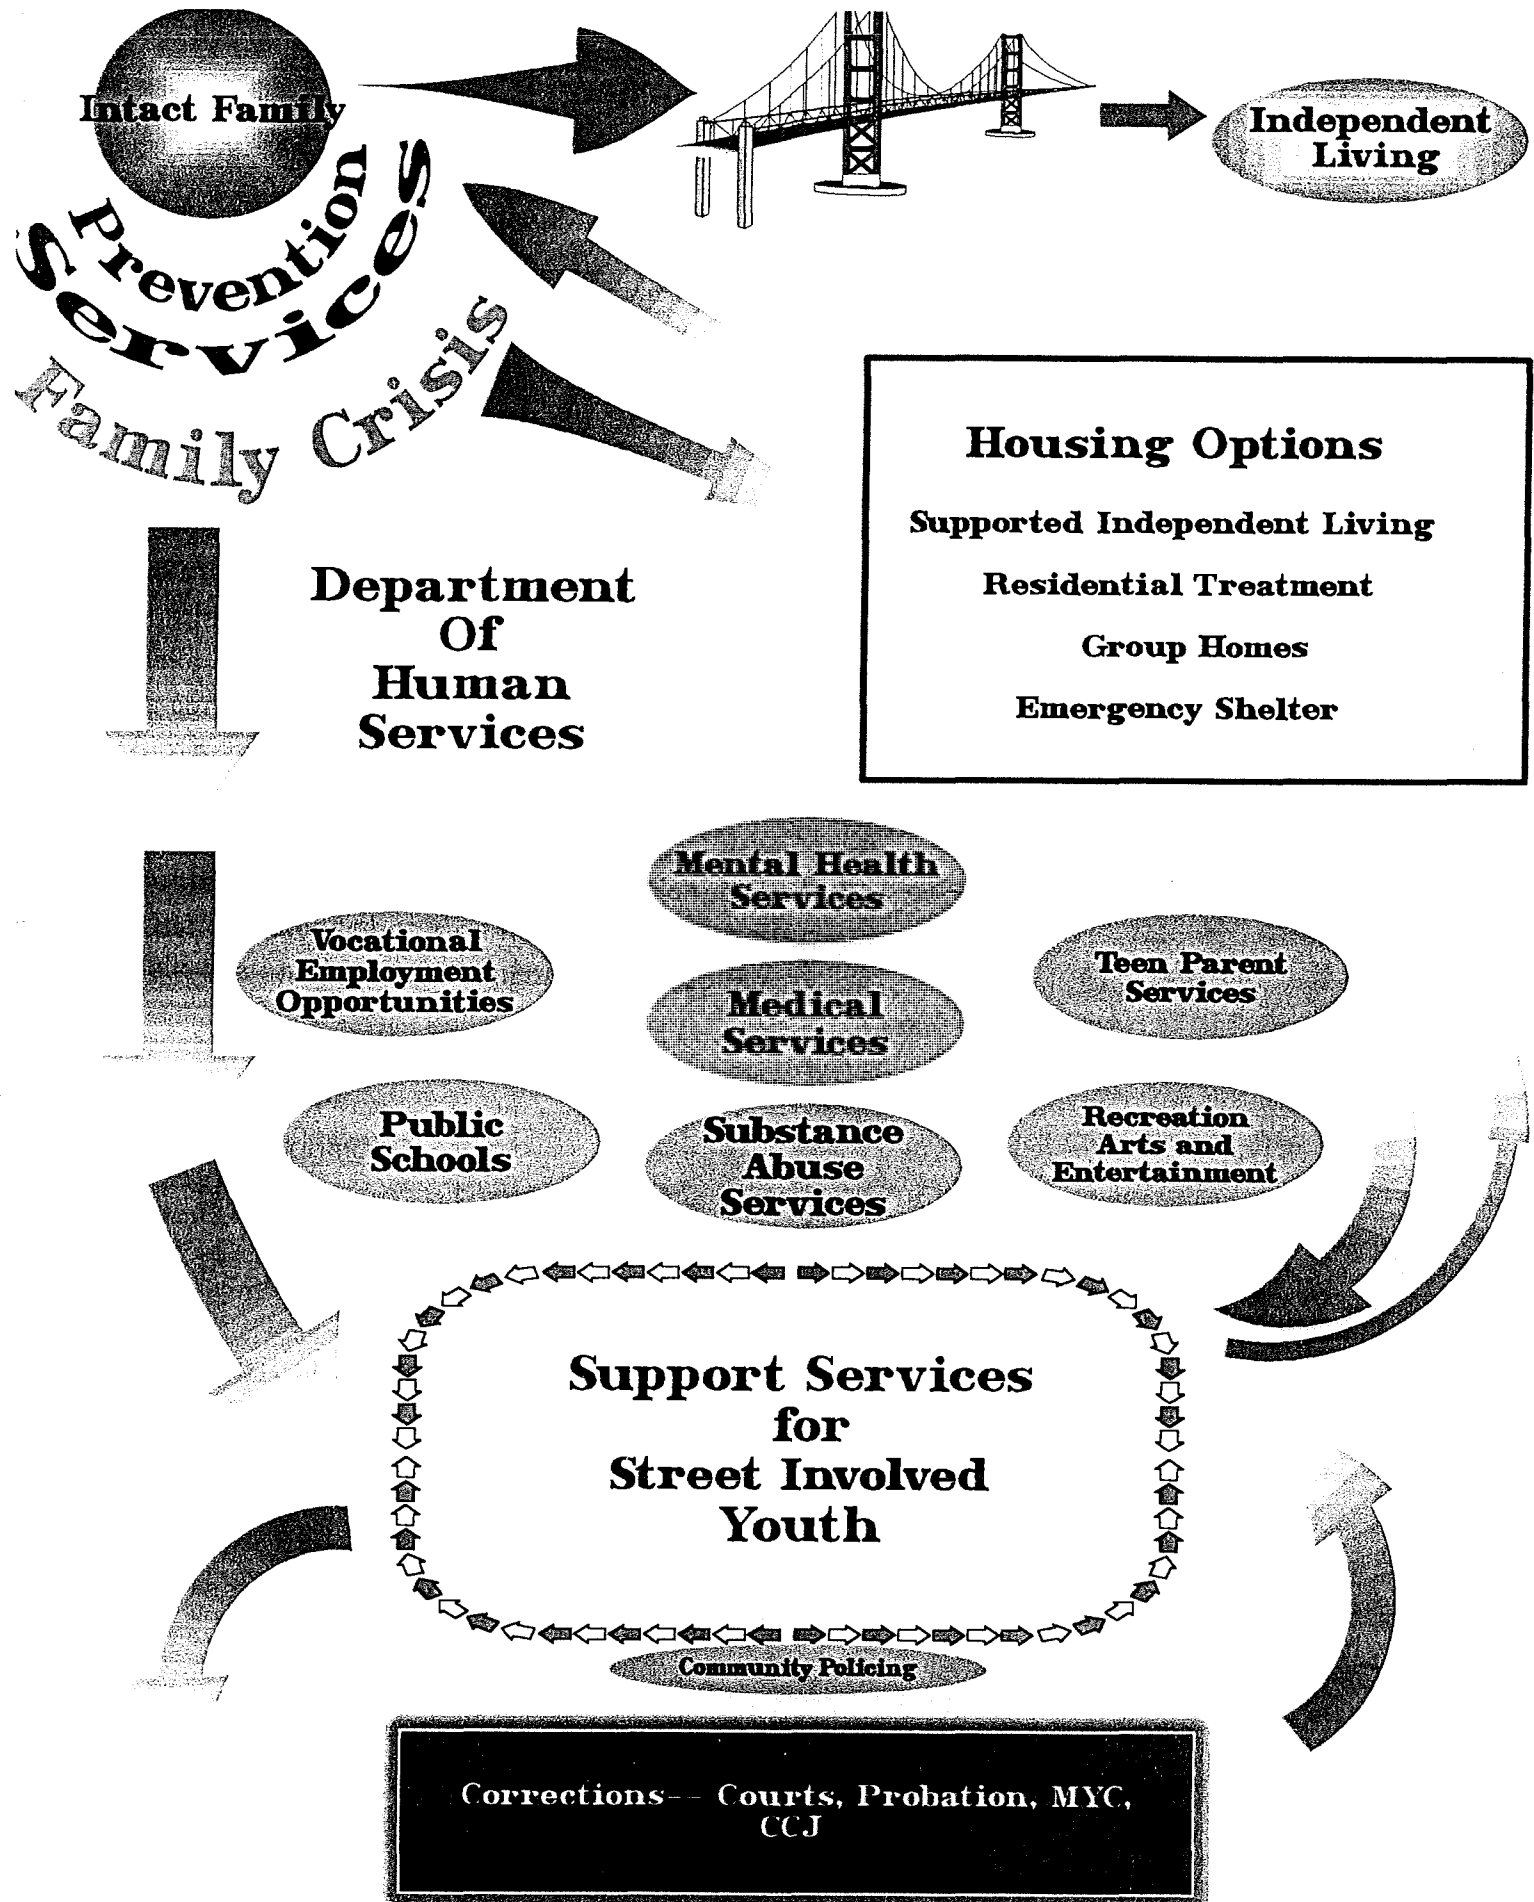 Intact Family
Independent
Living
Prevention
Services
Family Crisis
Housing Options
Supported Independent Living
Residential Treatment
Group Homes
Emergency Shelter
Department
Of
Human
Services
Mental Health
Services
Vocational
Employment
Opportunities
Medical
Services
Teen Parent
Services
Public
Schools
Substance
Abuse
Services
Recreation
Arts and
Entertainment
Support Services
for
Street Involved
Youth
Community Policing
Corrections-- Courts, Probation, MYC,
CCJ